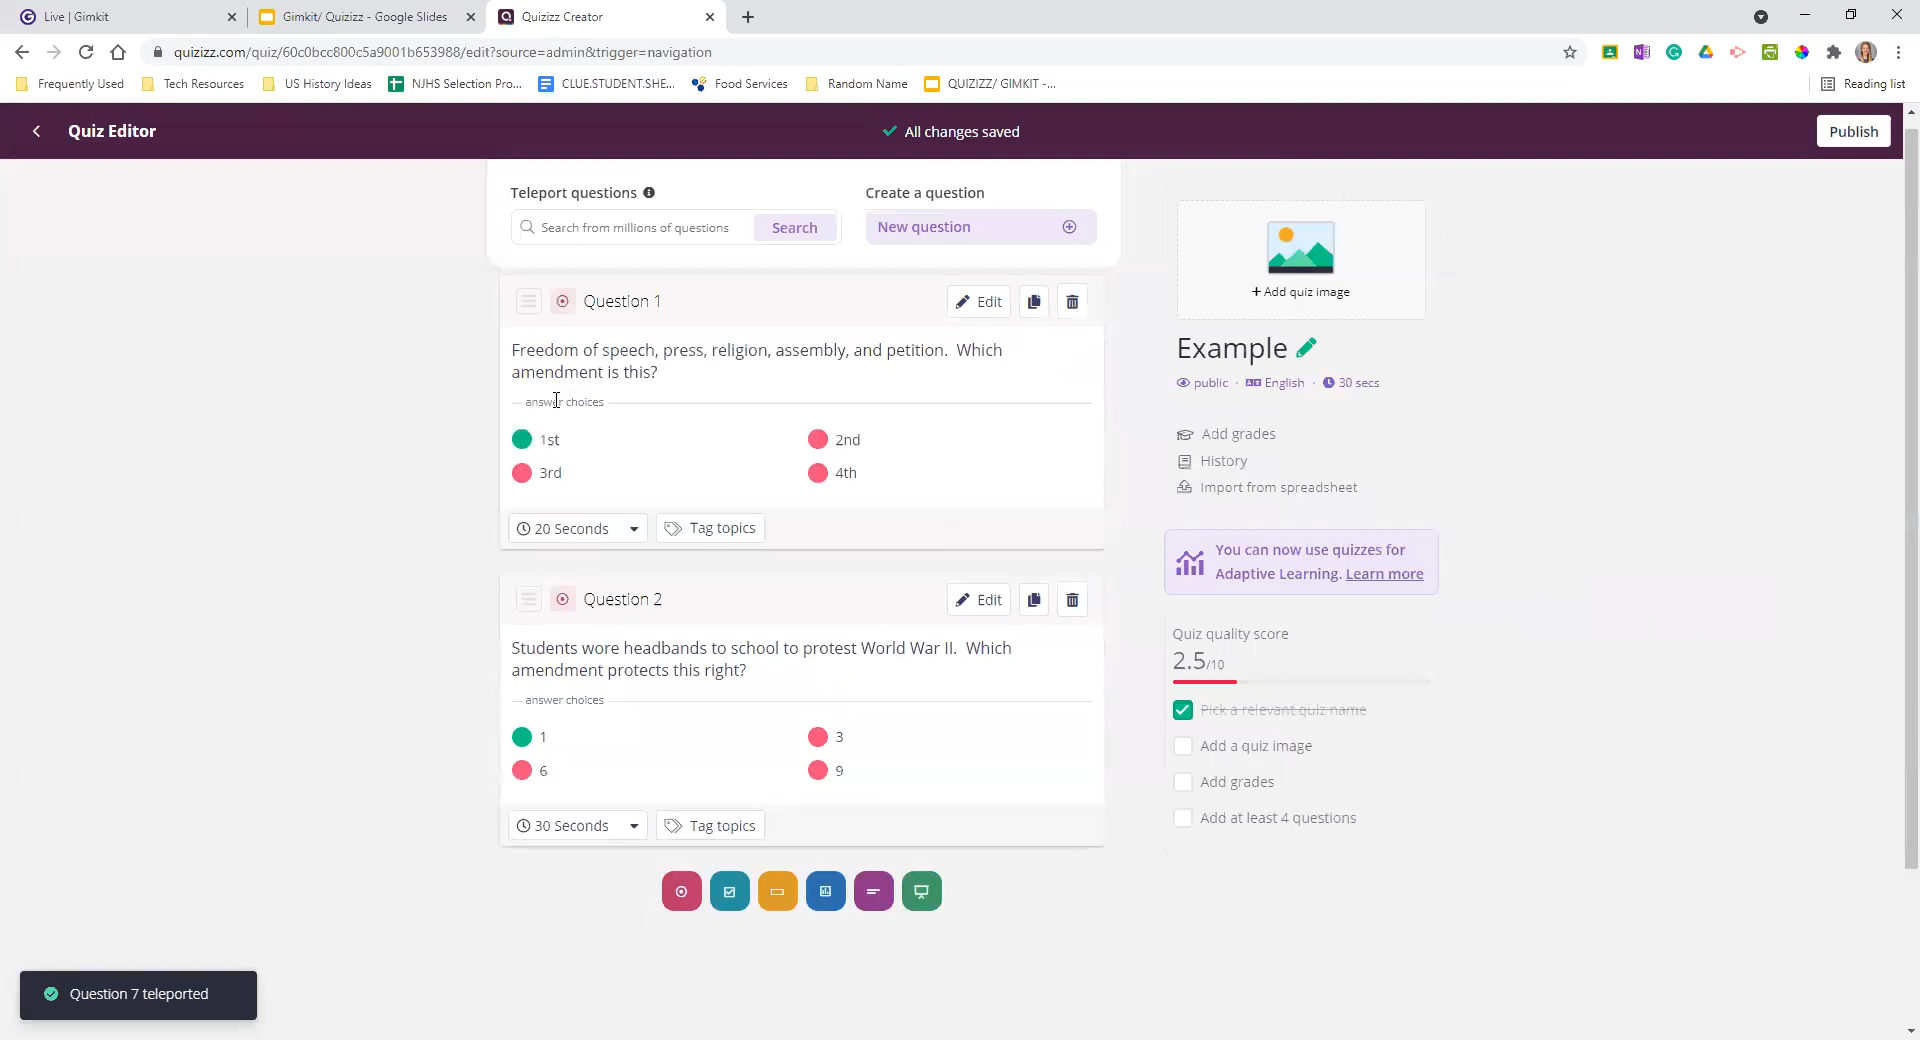 Live | Gimkit
Gimkit/ Quizizz - Google Slides
Quizizz Creator
quizizz.com/quiz/60c0bcc800c5a9001b653988/edit?source=admin&trigger=navigation
Frequently Used
Tech Resources
US History Ideas
NJHS Selection Pro...
CLUE.STUDENT.SHE...
Food Services
Random Name
QUIZIZZ/ GIMKIT -...
Reading list
Quiz Editor
All changes saved
Publish
Teleport questions
Create a question
Search from millions of questions
Search
New question
+ Add quiz image
Question 1
Edit
Freedom of speech, press, religion, assembly, and petition.  Which
amendment is this?
answer choices
1st
2nd
3rd
4th
20 Seconds
Tag topics
Example
public · English · 30 secs
Add grades
History
Import from spreadsheet
You can now use quizzes for
Adaptive Learning. Learn more
Question 2
Edit
Students wore headbands to school to protest World War II.  Which
amendment protects this right?
answer choices
1
3
6
9
30 Seconds
Tag topics
Quiz quality score
2.5/10
Pick a relevant quiz name
Add a quiz image
Add grades
Add at least 4 questions
Question 7 teleported